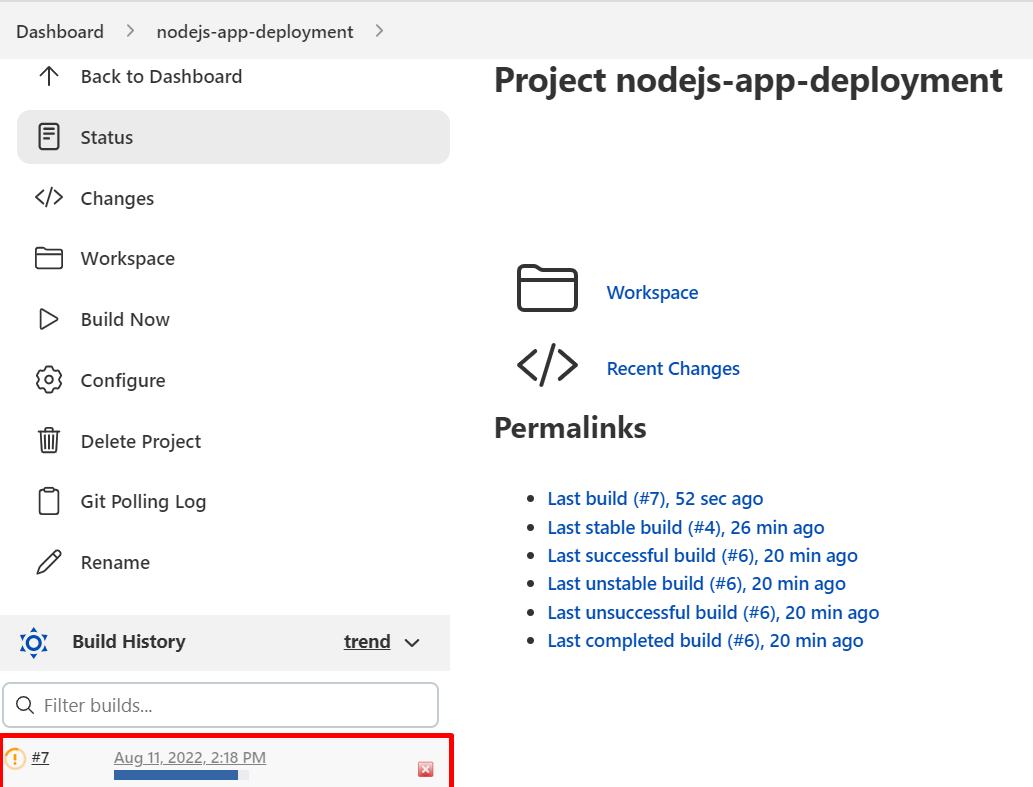 Dashboard > nodejs-app-deployment >
Back to Dashboard
Status
Changes
Workspace
Build Now
Configure
Delete Project
Git Polling Log
Rename
Build History trend
Filter builds...
#7 Aug 11, 2022, 2:18 PM
Project nodejs-app-deployment
Workspace
Recent Changes
Permalinks
• Last build (#7), 52 sec ago
• Last stable build (#4), 26 min ago
• Last successful build (#6), 20 min ago
• Last unstable build (#6), 20 min ago
• Last unsuccessful build (#6), 20 min ago
• Last completed build (#6), 20 min ago